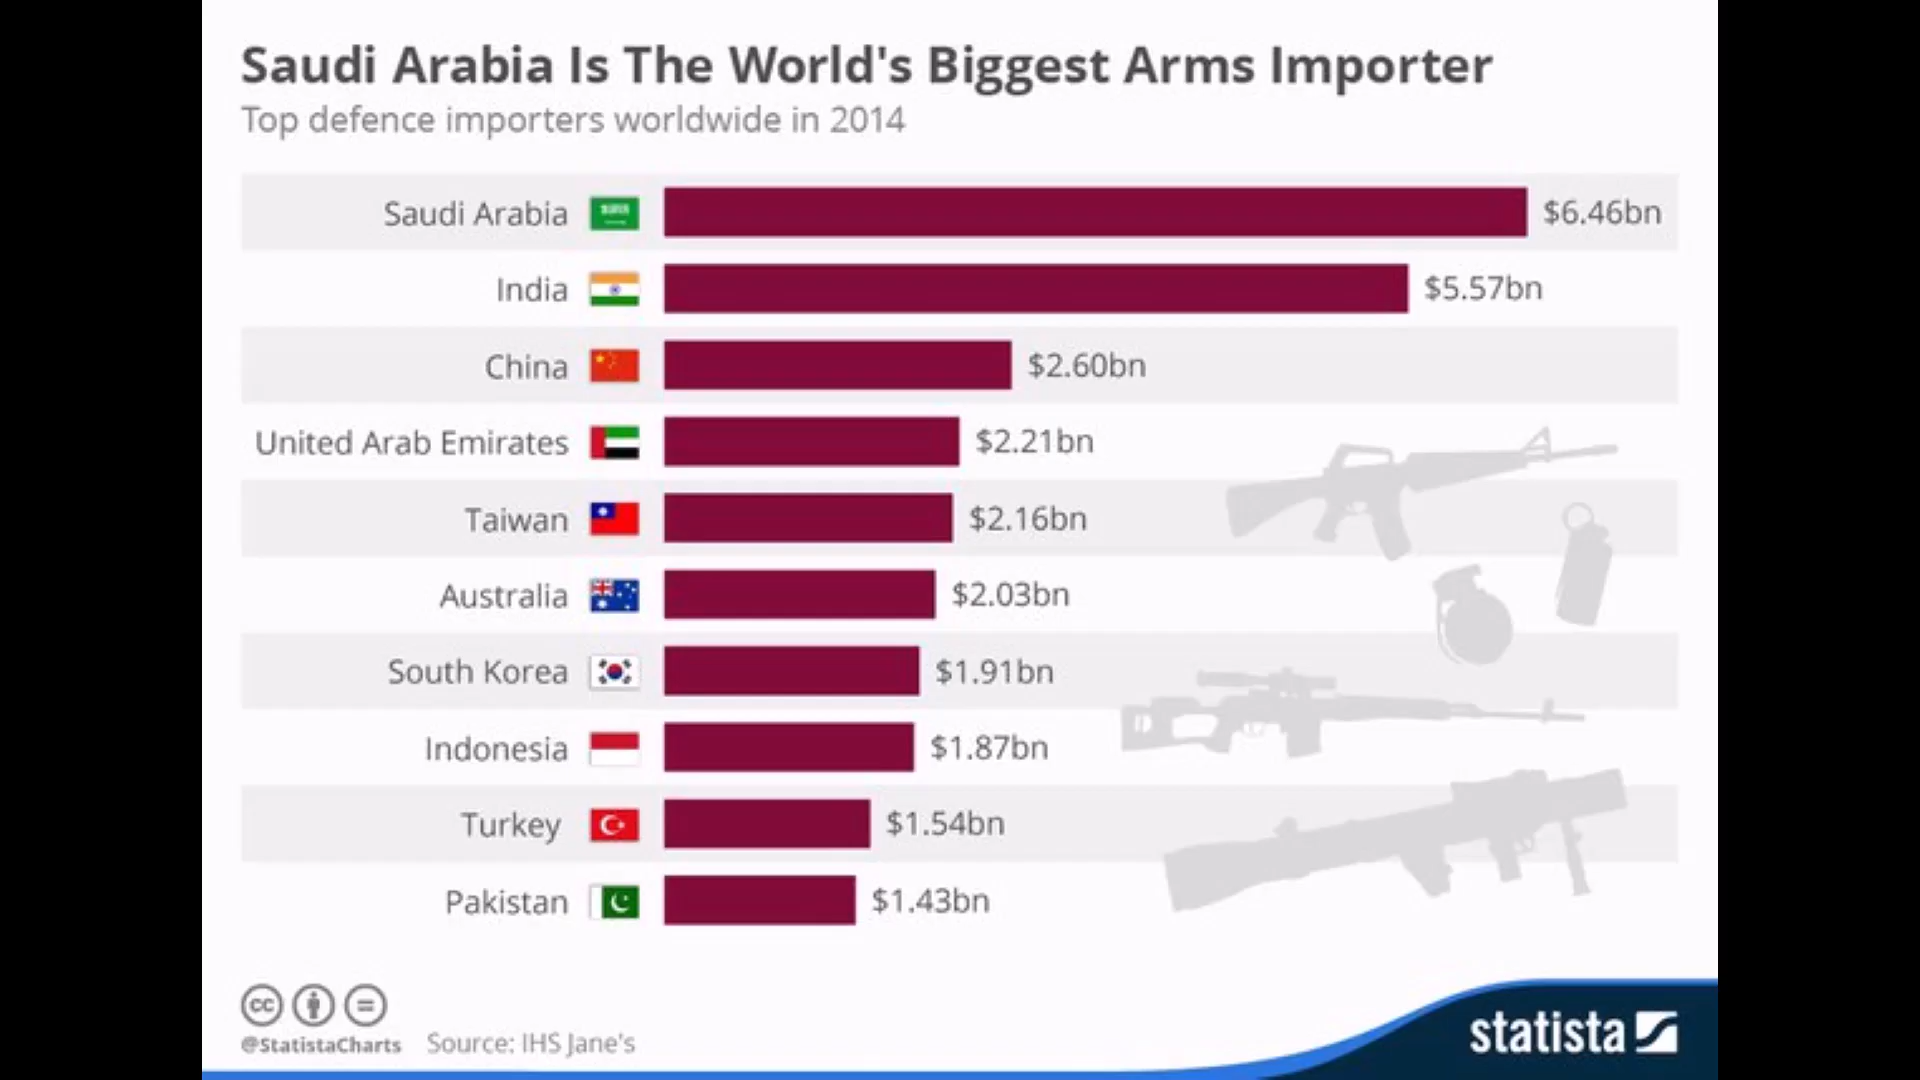 Saudi Arabia Is The World's Biggest Arms Importer
Top defence importers worldwide in 2014
Saudi Arabia $6.46bn
India $5.57bn
China $2.60bn
United Arab Emirates $2.21bn
Taiwan $2.16bn
Australia $2.03bn
South Korea $1.91bn
Indonesia $1.87bn
Turkey $1.54bn
Pakistan $1.43bn
cc
@StatistaCharts Source: IHS Jane's
statista